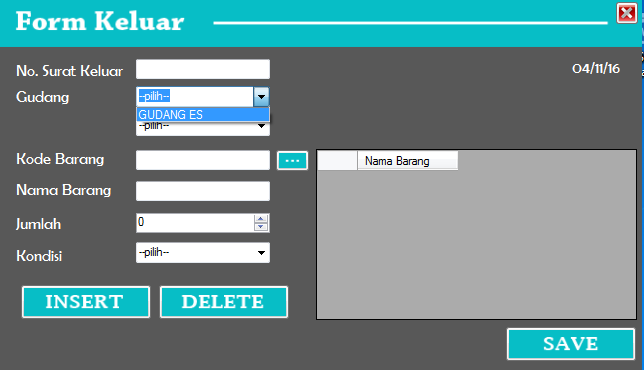 Form Keluar
No. Surat Keluar
04/11/16
Gudang
--pilih--
GUDANG ES
--pilih--
Kode Barang
...
Nama Barang
Nama Barang
Jumlah
0
Kondisi
--pilih--
INSERT
DELETE
SAVE